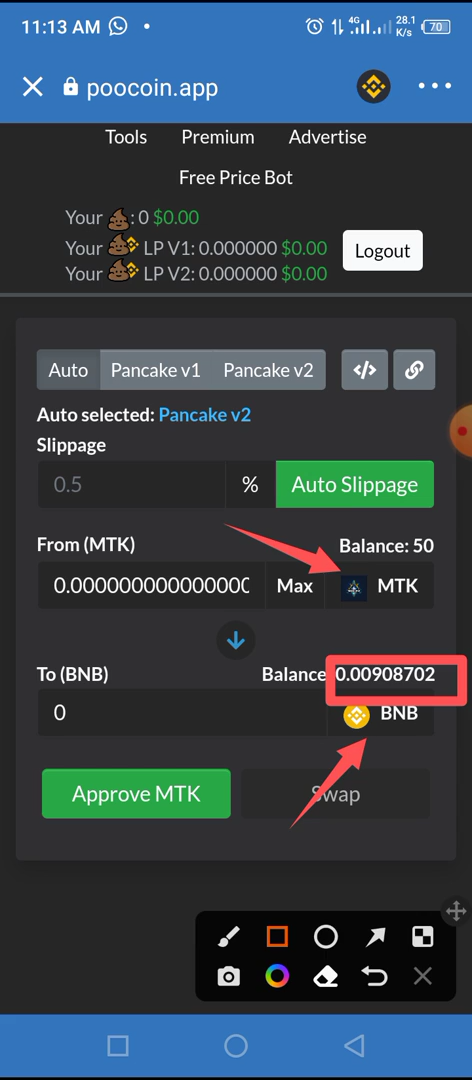 11:13 AM
4G
28.1
K/s
70
poocoin.app
Tools Premium Advertise
Free Price Bot
Your 💩: 0 $0.00
Your 💩 LP V1: 0.000000 $0.00
Your 💩 LP V2: 0.000000 $0.00
Logout
Auto Pancake v1 Pancake v2 </>
Auto selected: Pancake v2
Slippage
0.5 % Auto Slippage
From (MTK) Balance: 50
0.000000000000000 Max MTK
To (BNB) Balance 0.00908702
0 BNB
Approve MTK Swap